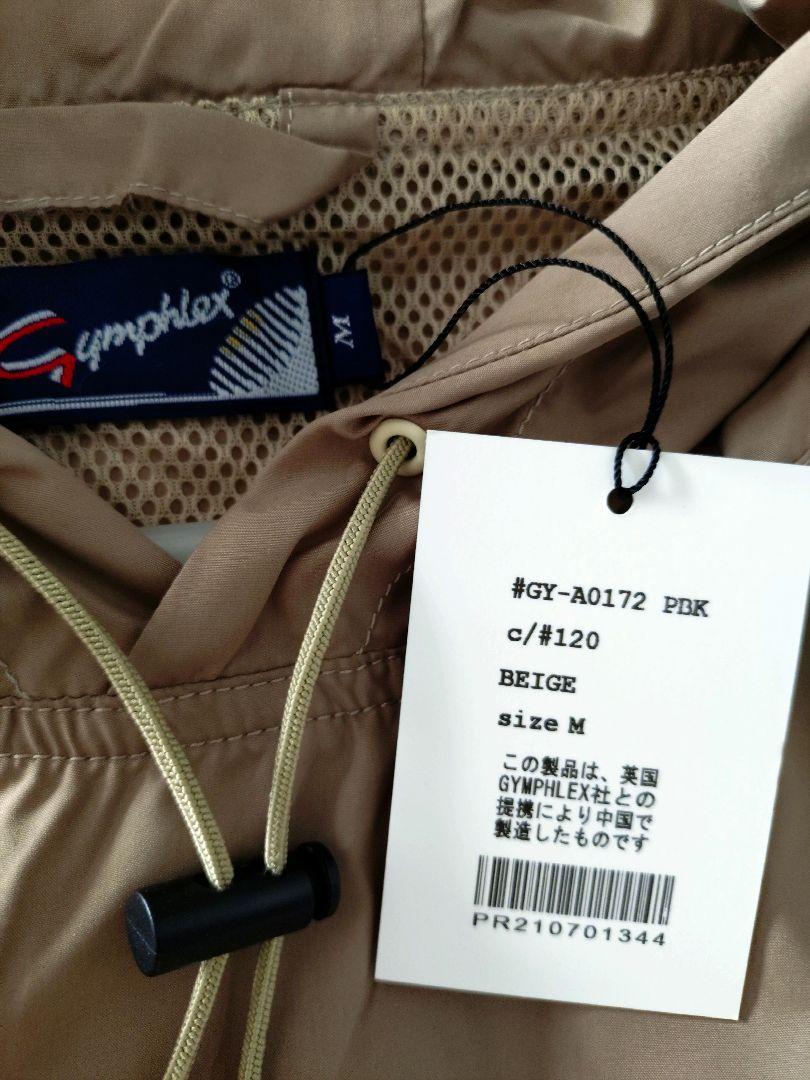 Gymphlex®
M
#GY-A0172 PBK
c/#120
BEIGE
size M
この製品は、英国
GYMPHLEX社との
提携により中国で
製造したものです
PR210701344